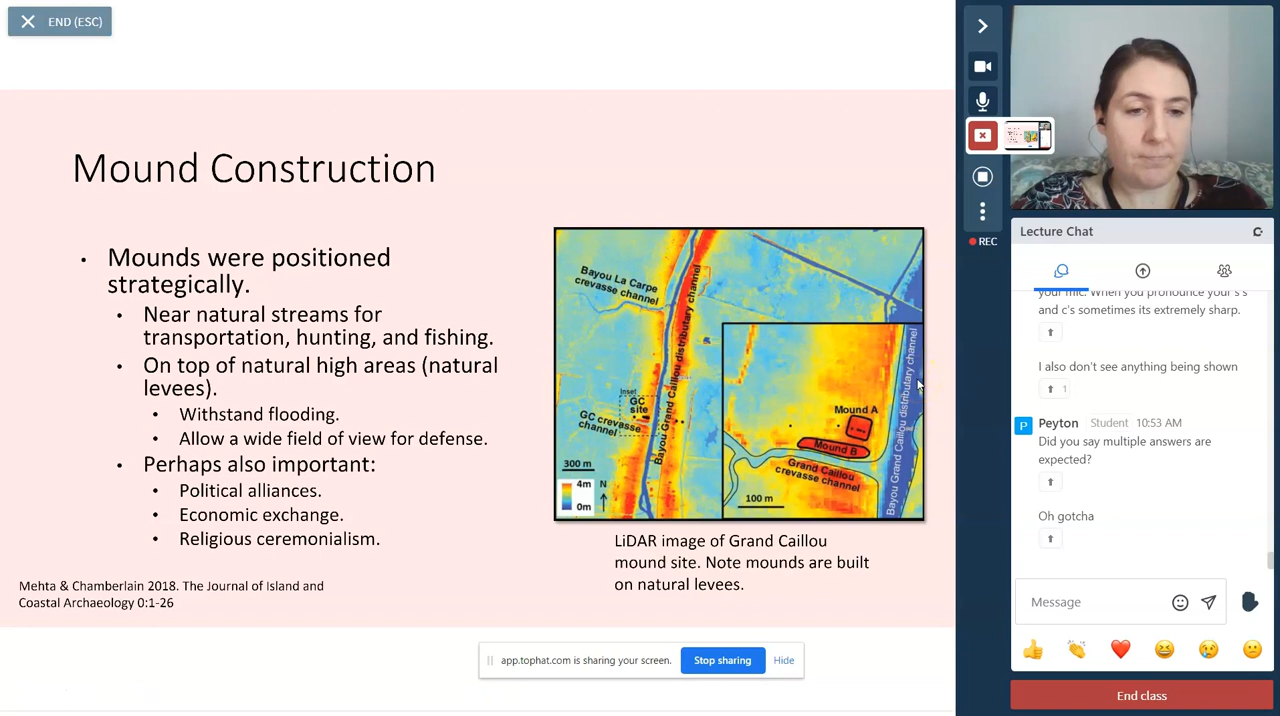 END (ESC)
Mound Construction
• Mounds were positioned
strategically.
• Near natural streams for
transportation, hunting, and fishing.
• On top of natural high areas (natural
levees).
• Withstand flooding.
• Allow a wide field of view for defense.
• Perhaps also important:
• Political alliances.
• Economic exchange.
• Religious ceremonialism.
Mehta & Chamberlain 2018. The Journal of Island and
Coastal Archaeology 0:1-26
Bayou La Carpe
crevasse channel
Bayou Grand Caillou distributary channel
Inset
GC
site
GC crevasse
channel
300 m
4m
0m
N
Mound A
Mound B
Grand Caillou
crevasse channel
Bayou Grand Caillou distributary channel
100 m
LiDAR image of Grand Caillou
mound site. Note mounds are built
on natural levees.
app.tophat.com is sharing your screen.
Stop sharing
Hide
REC
Lecture Chat
your mic. When you pronounce your s's
and c's sometimes its extremely sharp.
I also don't see anything being shown
1
P
Peyton Student 10:53 AM
Did you say multiple answers are
expected?
Oh gotcha
Message
End class